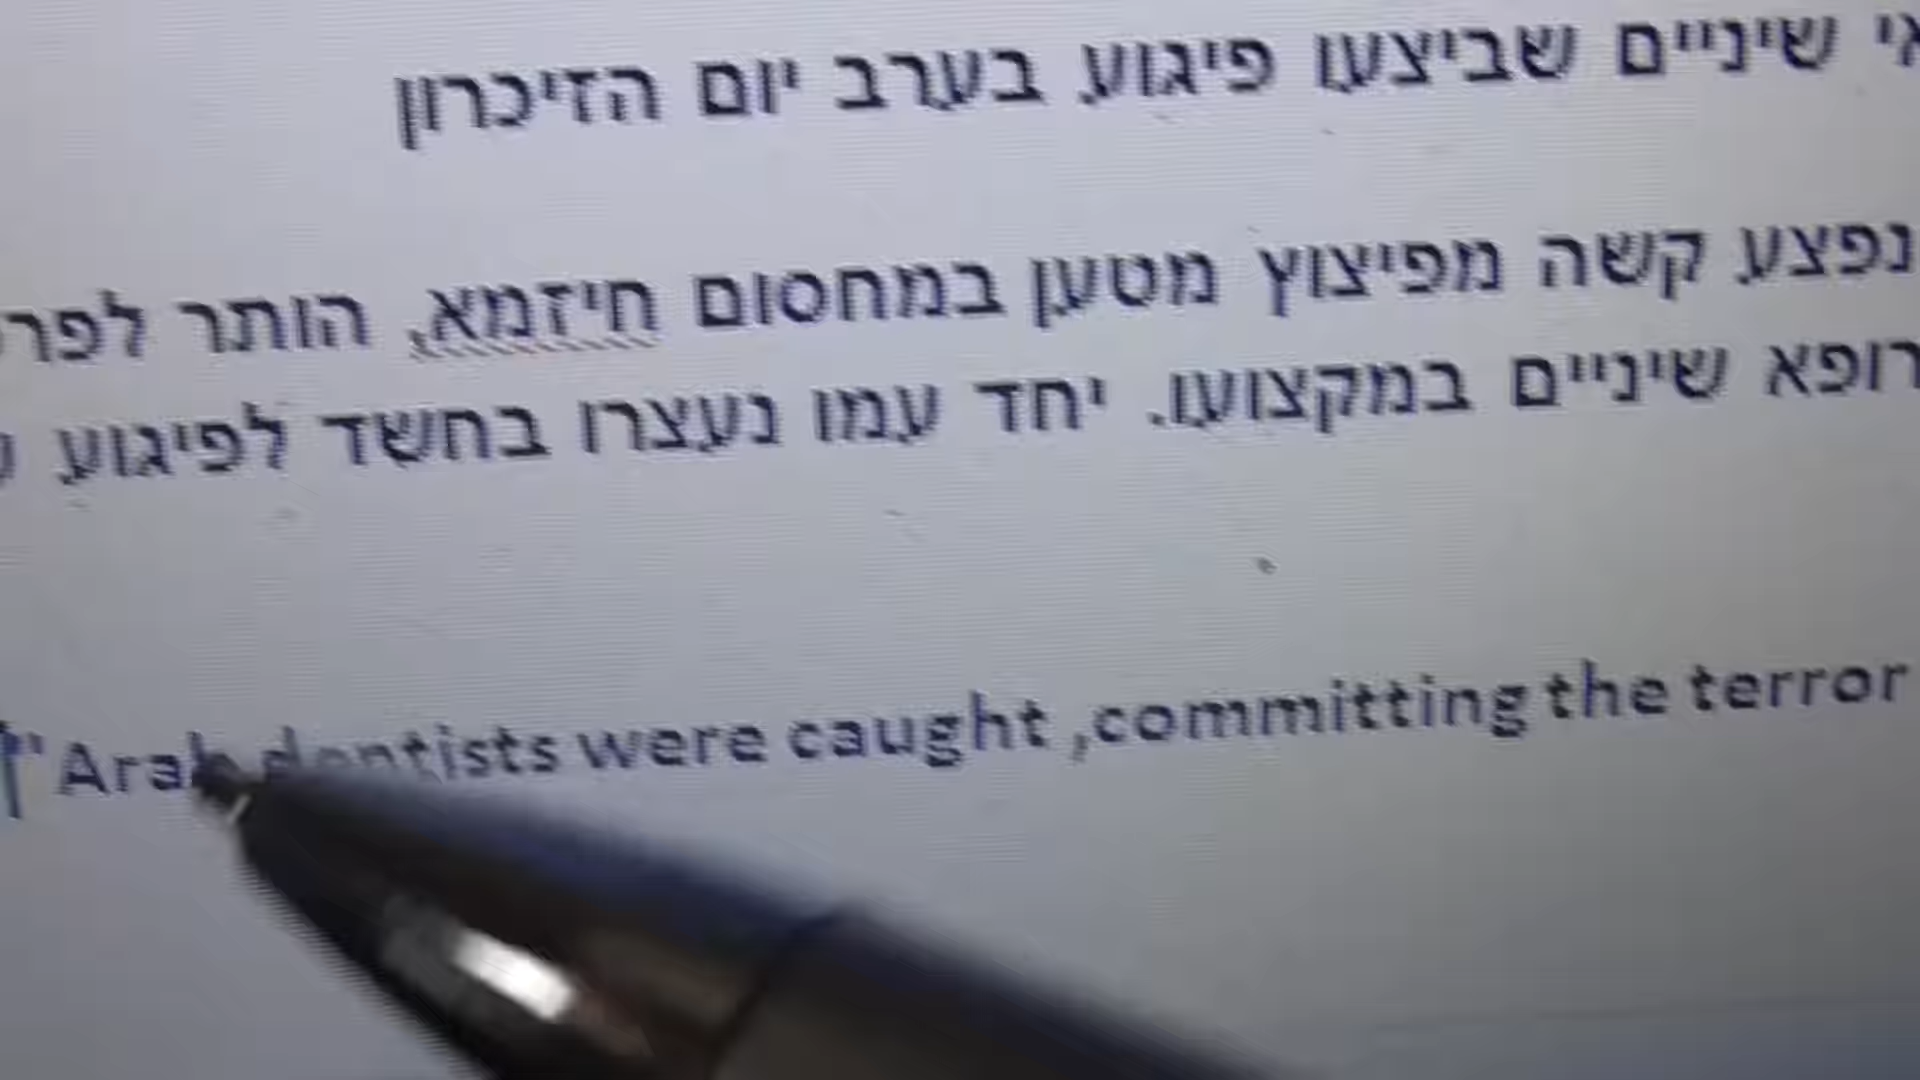 שיניים שביצעו פיגוע בערב יום הזיכרון
נפצע קשה מפיצוץ מטען במחסום חיזמא, הותר
רופא שיניים במקצועו. יחד עמו נעצרו בחשד לפיגוע
Arab dentists were caught ,committing the terror